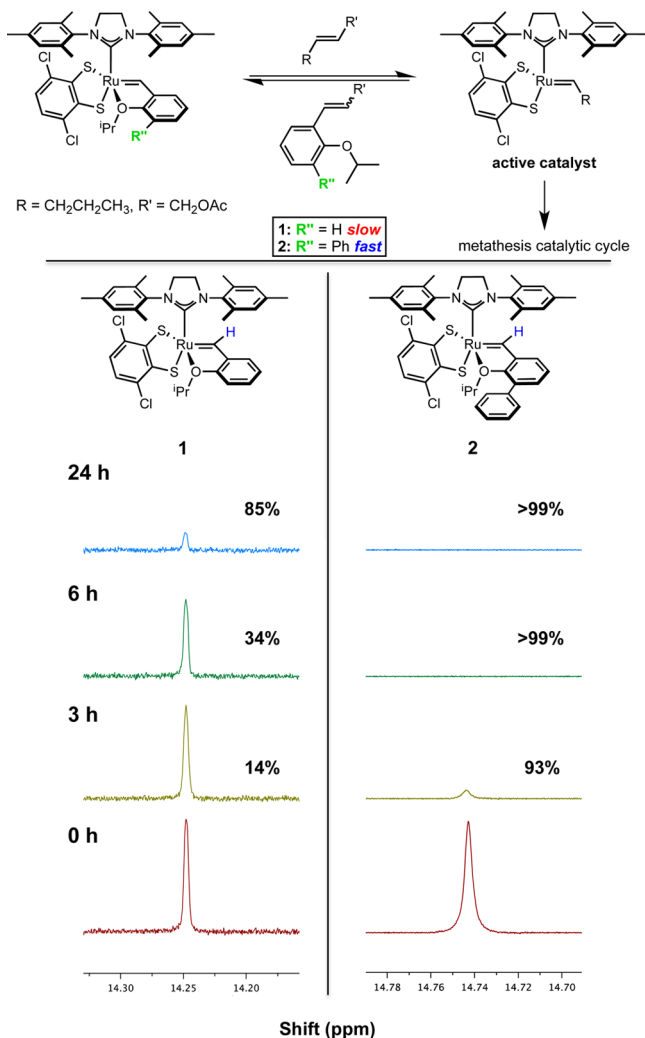 R'
R
N N
Cl S Ru
S O
Cl iPr R"
R'
O
R"
N N
Cl S Ru
S R
Cl
active catalyst
R = CH₂CH₂CH₃, R' = CH₂OAc
1: R" = H slow
2: R" = Ph fast
metathesis catalytic cycle
N N
Cl S Ru H
S O
Cl iPr
1
N N
Cl S Ru H
S O
Cl iPr
2
24 h
85% >99%
6 h
34% >99%
3 h
14% 93%
0 h
14.30 14.25 14.20
14.78 14.76 14.74 14.72 14.70
Shift (ppm)